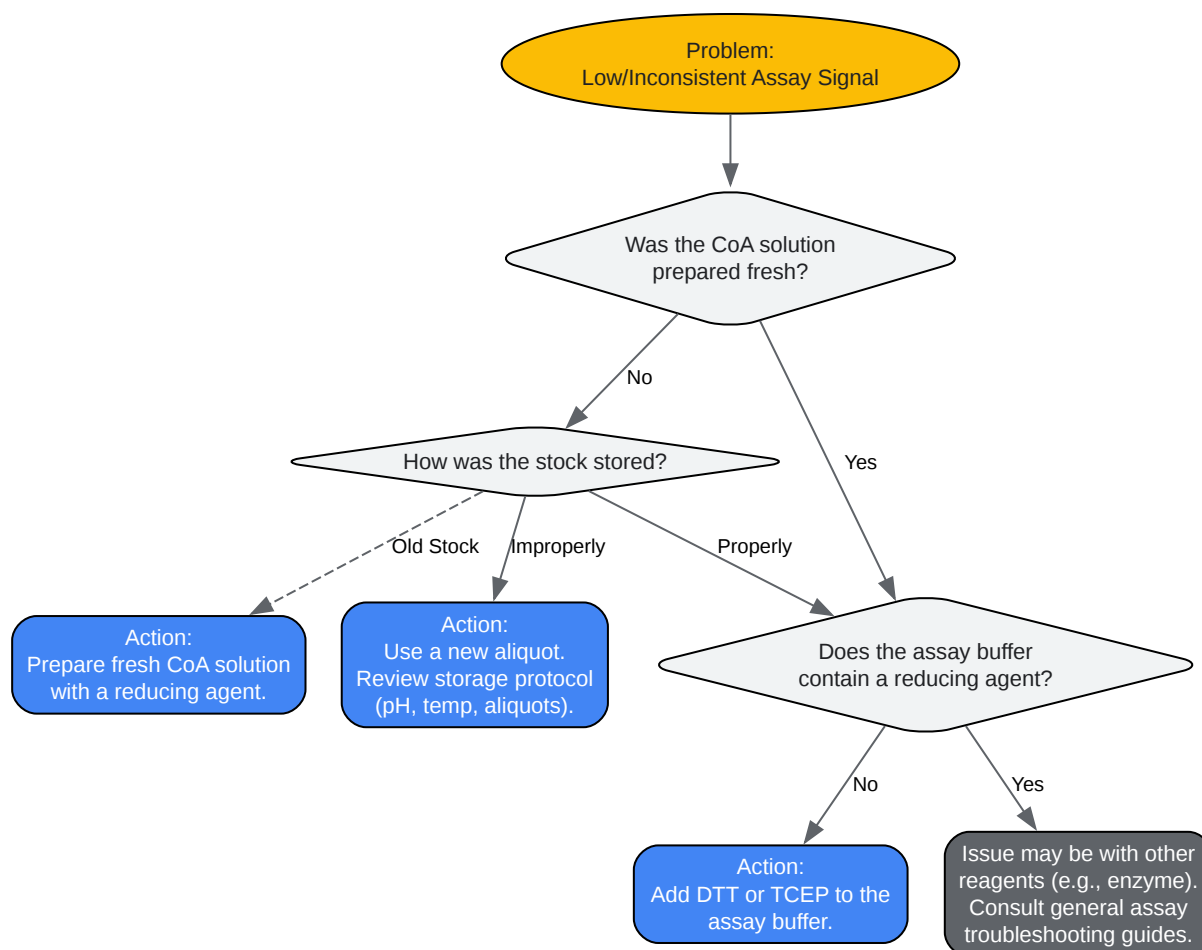 Problem:
Low/Inconsistent Assay Signal
Was the CoA solution
prepared fresh?
No
Yes
How was the stock stored?
Old Stock
Improperly
Properly
Action:
Prepare fresh CoA solution
with a reducing agent.
Action:
Use a new aliquot.
Review storage protocol
(pH, temp, aliquots).
Does the assay buffer
contain a reducing agent?
No
Yes
Action:
Add DTT or TCEP to the
assay buffer.
Issue may be with other
reagents (e.g., enzyme).
Consult general assay
troubleshooting guides.